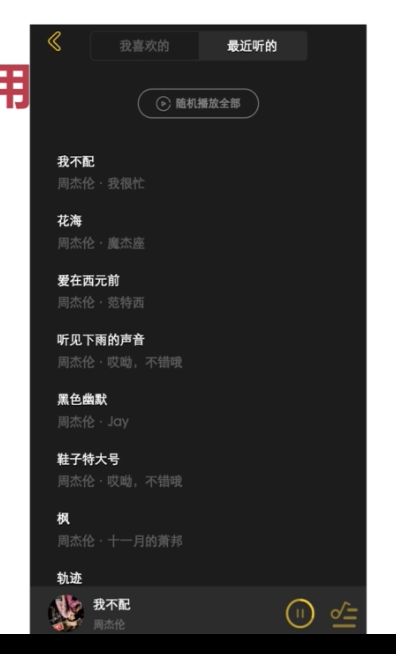 用
我喜欢的
最近听的
随机播放全部
我不配
周杰伦 · 我很忙
花海
周杰伦 · 魔杰座
爱在西元前
周杰伦 · 范特西
听见下雨的声音
周杰伦 · 哎呦，不错哦
黑色幽默
周杰伦 · Jay
鞋子特大号
周杰伦 · 哎呦，不错哦
枫
周杰伦 · 十一月的萧邦
轨迹
我不配
周杰伦